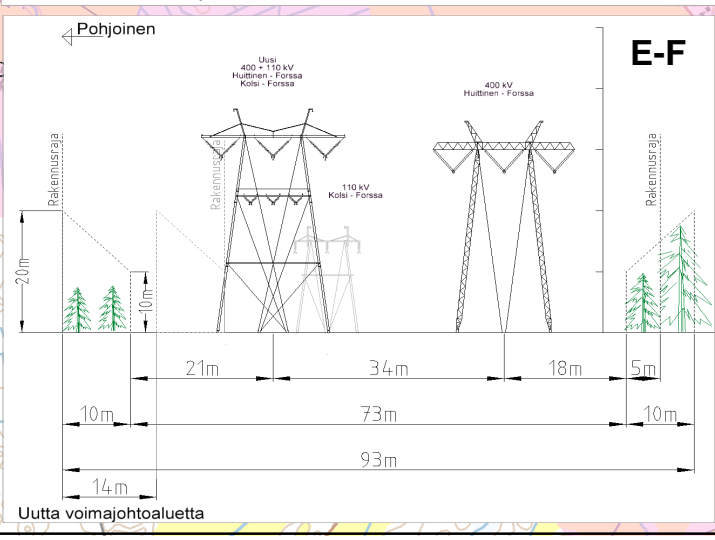 Pohjoinen
E-F
Uusi
400 + 110 kV
Huittinen - Forssa
Kolsi - Forssa
400 kV
Huittinen - Forssa
Rakennusraja
Rakennusraja
Rakennusraja
110 kV
Kolsi - Forssa
20m
10m
21m
34m
18m
5m
10m
73m
10m
93m
14m
Uutta voimajohtoaluetta